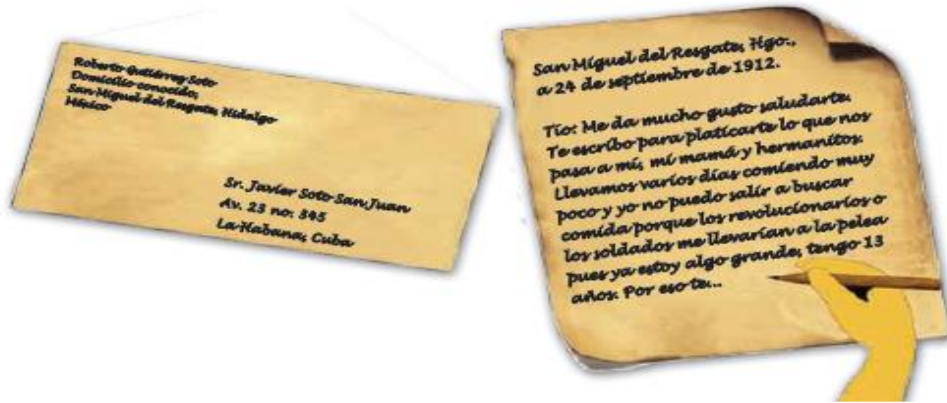 Roberto Gutiérrez Soto
Domicilio conocido,
San Miguel del Resgate, Hidalgo
México
Sr. Javier Soto San Juan
Av. 23 no. 345
La Habana, Cuba
San Miguel del Resgate, Hgo.,
a 24 de septiembre de 1912.
Tío: Me da mucho gusto saludarte.
Te escribo para platicarte lo que nos
pasa a mí, mi mamá y hermanitos.
Llevamos varios días comiendo muy
poco y yo no puedo salir a buscar
comida porque los revolucionarios o
los soldados me llevarían a la pelea
pues ya estoy algo grande, tengo 13
años. Por eso te...